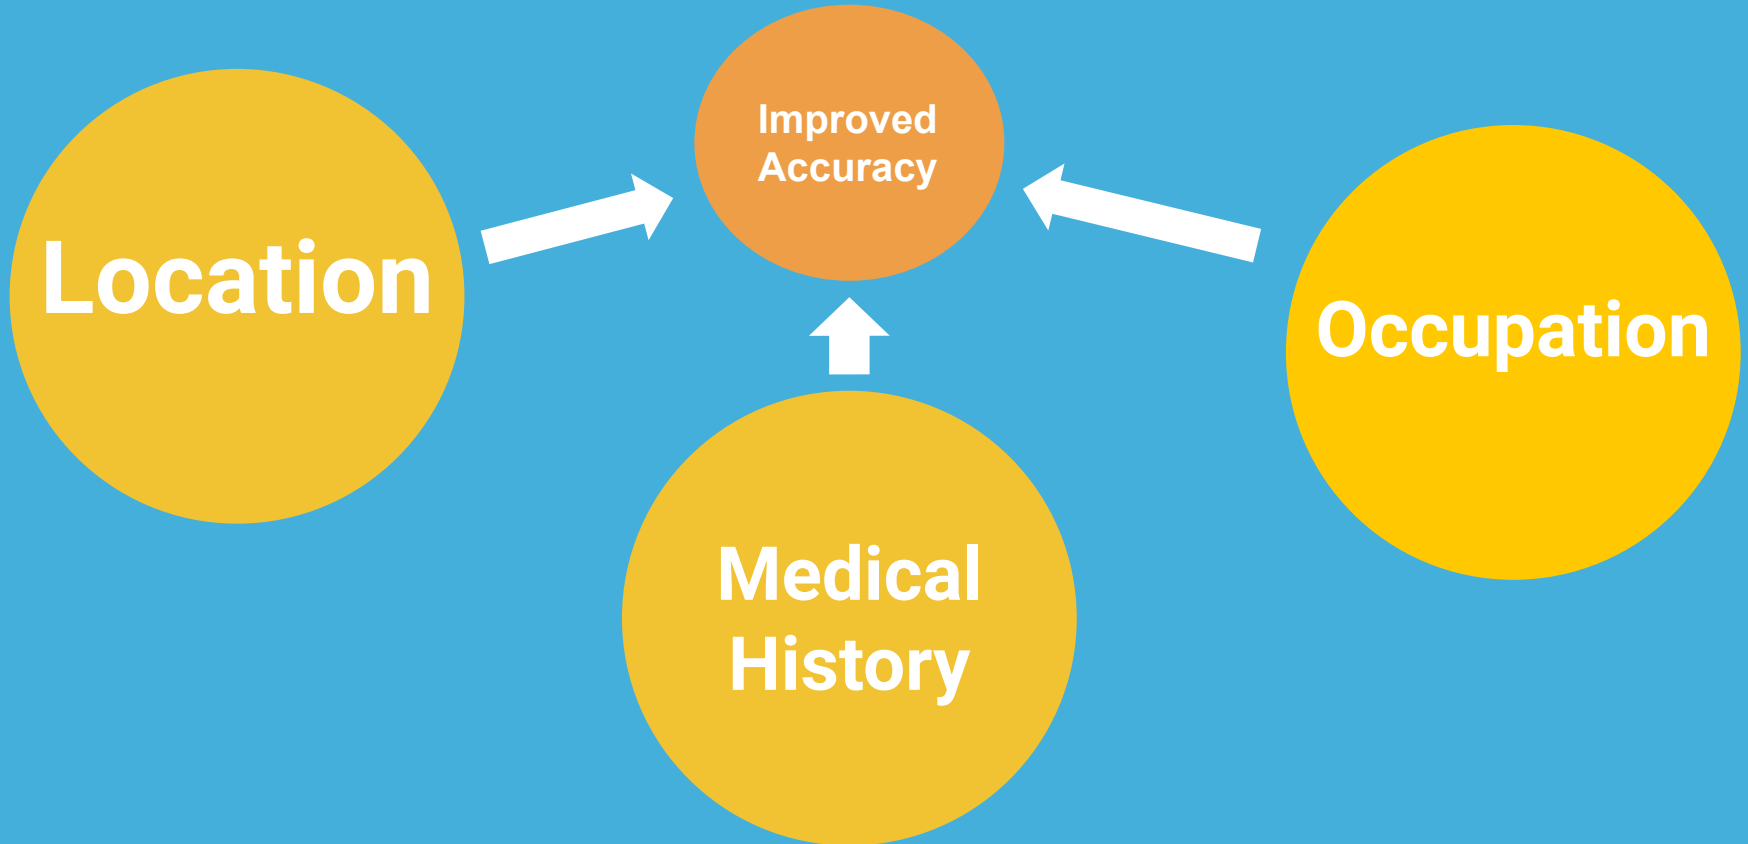 Improved
Accuracy
Location
Occupation
Medical
History